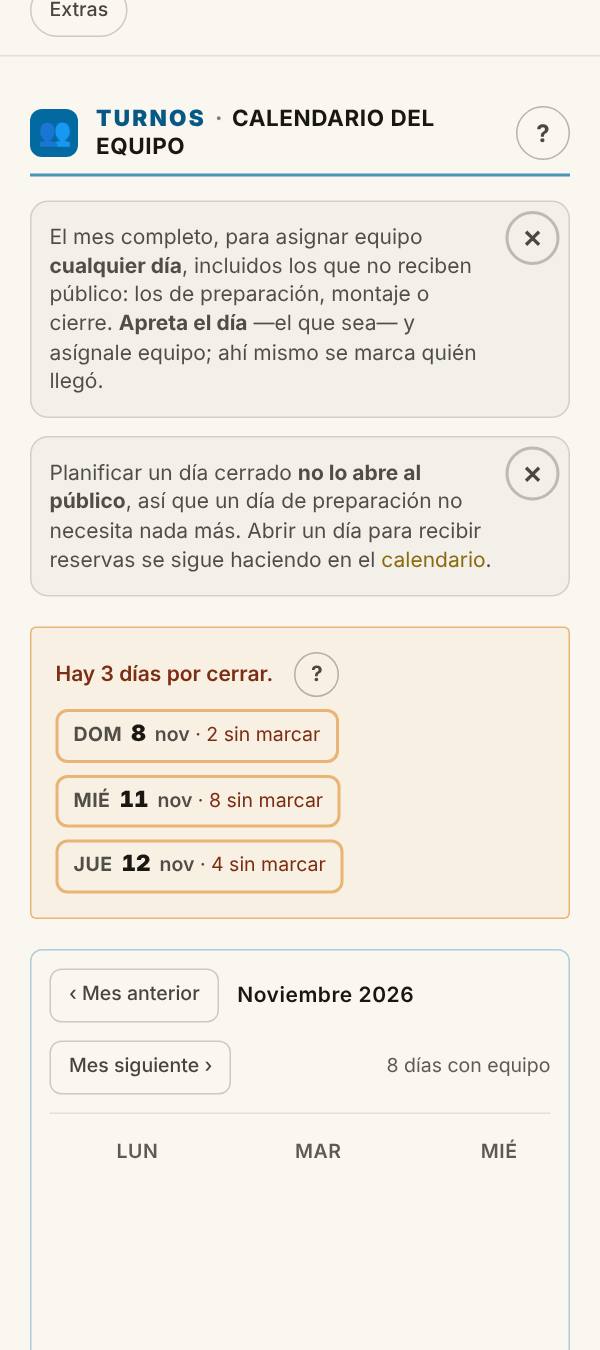 Extras
TURNOS · CALENDARIO DEL
EQUIPO
?
El mes completo, para asignar equipo
cualquier día, incluidos los que no reciben
público: los de preparación, montaje o
cierre. Apreta el día —el que sea— y
asígnale equipo; ahí mismo se marca quién
llegó.
✕
Planificar un día cerrado no lo abre al
público, así que un día de preparación no
necesita nada más. Abrir un día para recibir
reservas se sigue haciendo en el calendario.
✕
Hay 3 días por cerrar. ?
DOM 8 nov · 2 sin marcar
MIÉ 11 nov · 8 sin marcar
JUE 12 nov · 4 sin marcar
‹ Mes anterior Noviembre 2026
Mes siguiente › 8 días con equipo
LUN MAR MIÉ